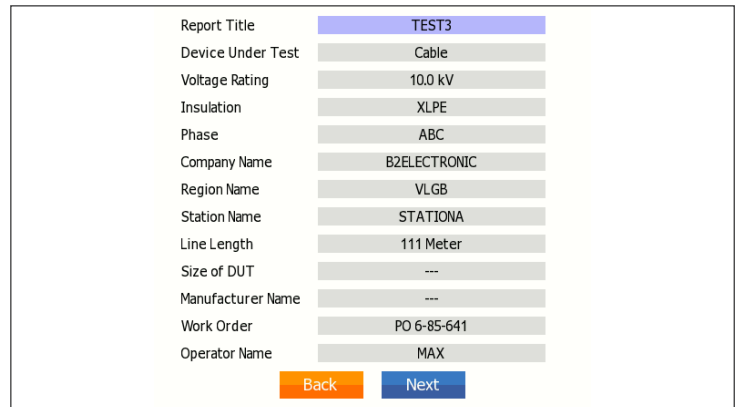 Report Title TEST3
Device Under Test Cable
Voltage Rating 10.0 kV
Insulation XLPE
Phase ABC
Company Name B2ELECTRONIC
Region Name VLGB
Station Name STATIONA
Line Length 111 Meter
Size of DUT ---
Manufacturer Name ---
Work Order PO 6-85-641
Operator Name MAX
Back Next